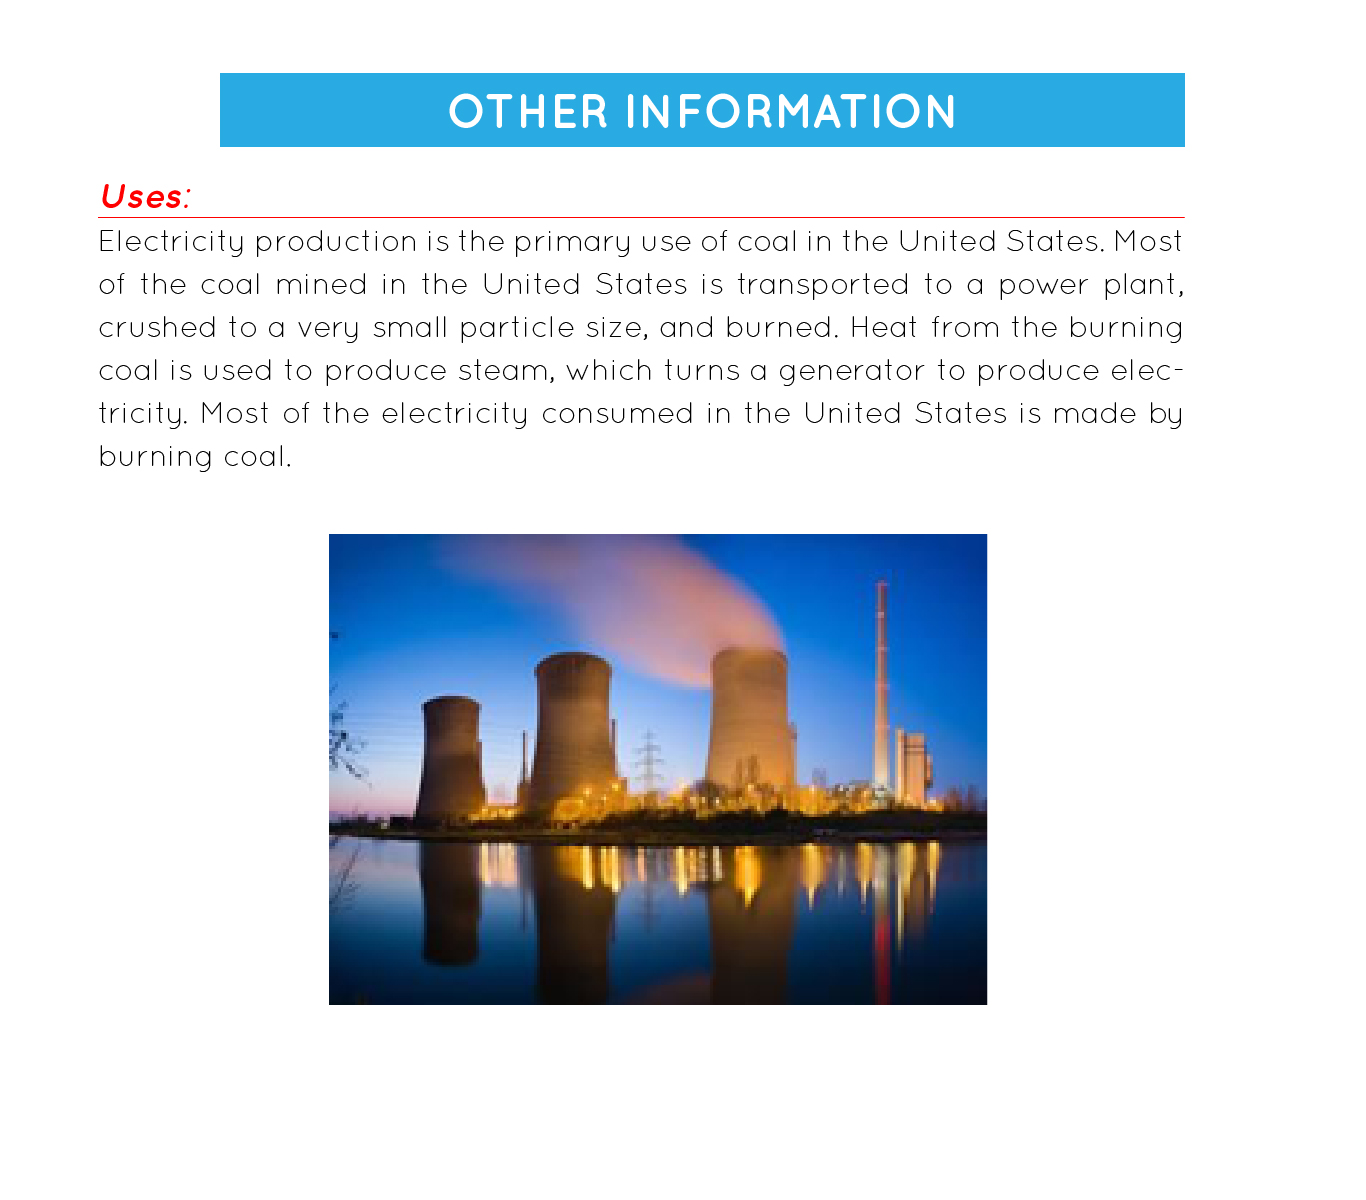 OTHER INFORMATION
Uses:
Electricity production is the primary use of coal in the United States. Most
of the coal mined in the United States is transported to a power plant,
crushed to a very small particle size, and burned. Heat from the burning
coal is used to produce steam, which turns a generator to produce elec-
tricity. Most of the electricity consumed in the United States is made by
burning coal.